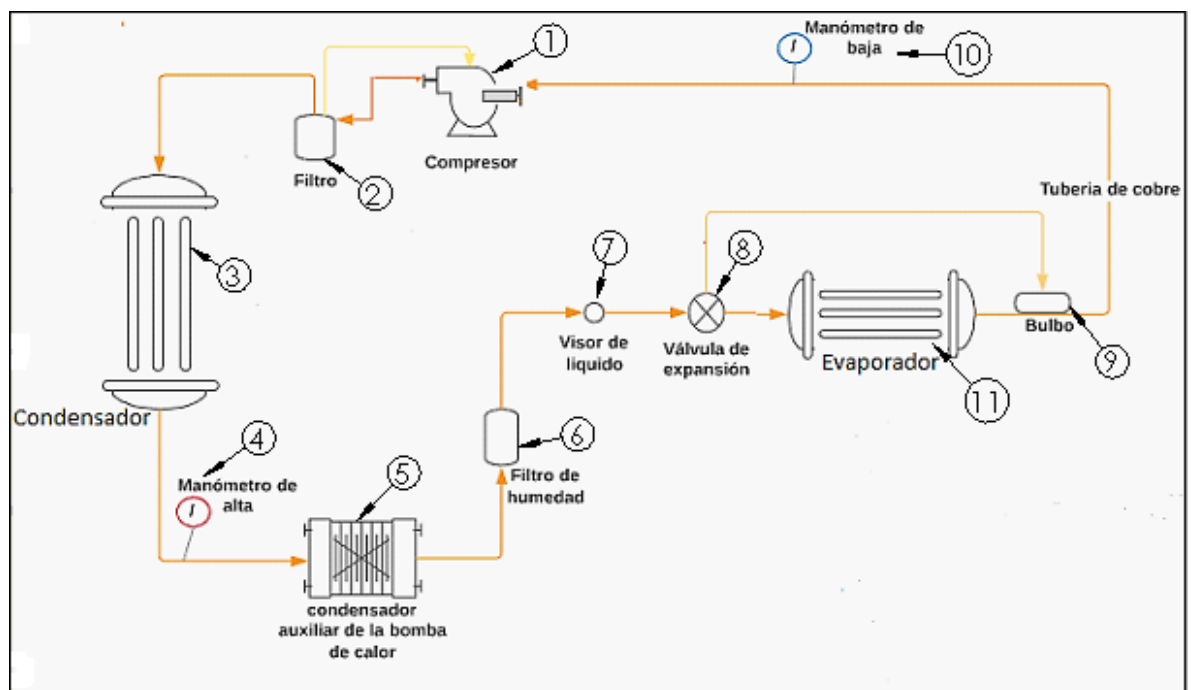 1
Manómetro de
baja
10
I
Compresor
Filtro
2
Tuberia de cobre
3
7
8
Visor de
liquido
Válvula de
expansión
Evaporador
Bulbo
9
11
Condensador
4
Manómetro de
alta
I
5
6
Filtro de
humedad
condensador
auxiliar de la bomba
de calor